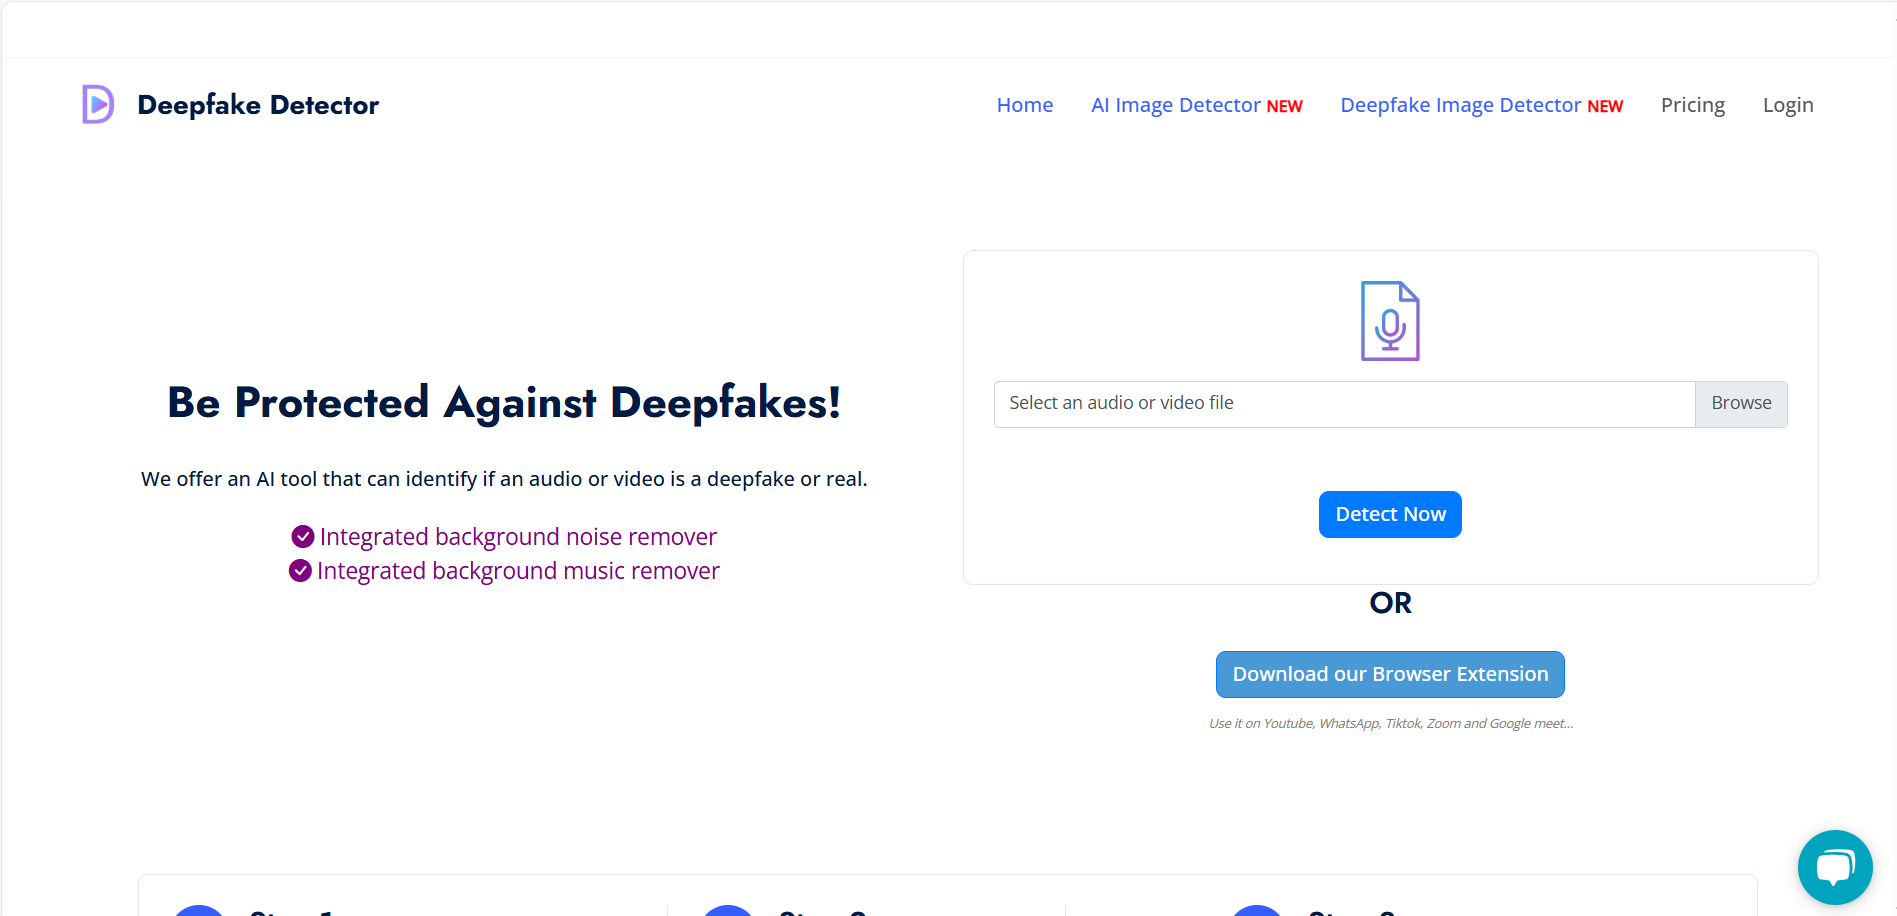 Deepfake Detector
Home AI Image Detector NEW Deepfake Image Detector NEW Pricing Login
Be Protected Against Deepfakes!
We offer an AI tool that can identify if an audio or video is a deepfake or real.
Integrated background noise remover
Integrated background music remover
Select an audio or video file Browse
Detect Now
OR
Download our Browser Extension
Use it on Youtube, WhatsApp, Tiktok, Zoom and Google meet...